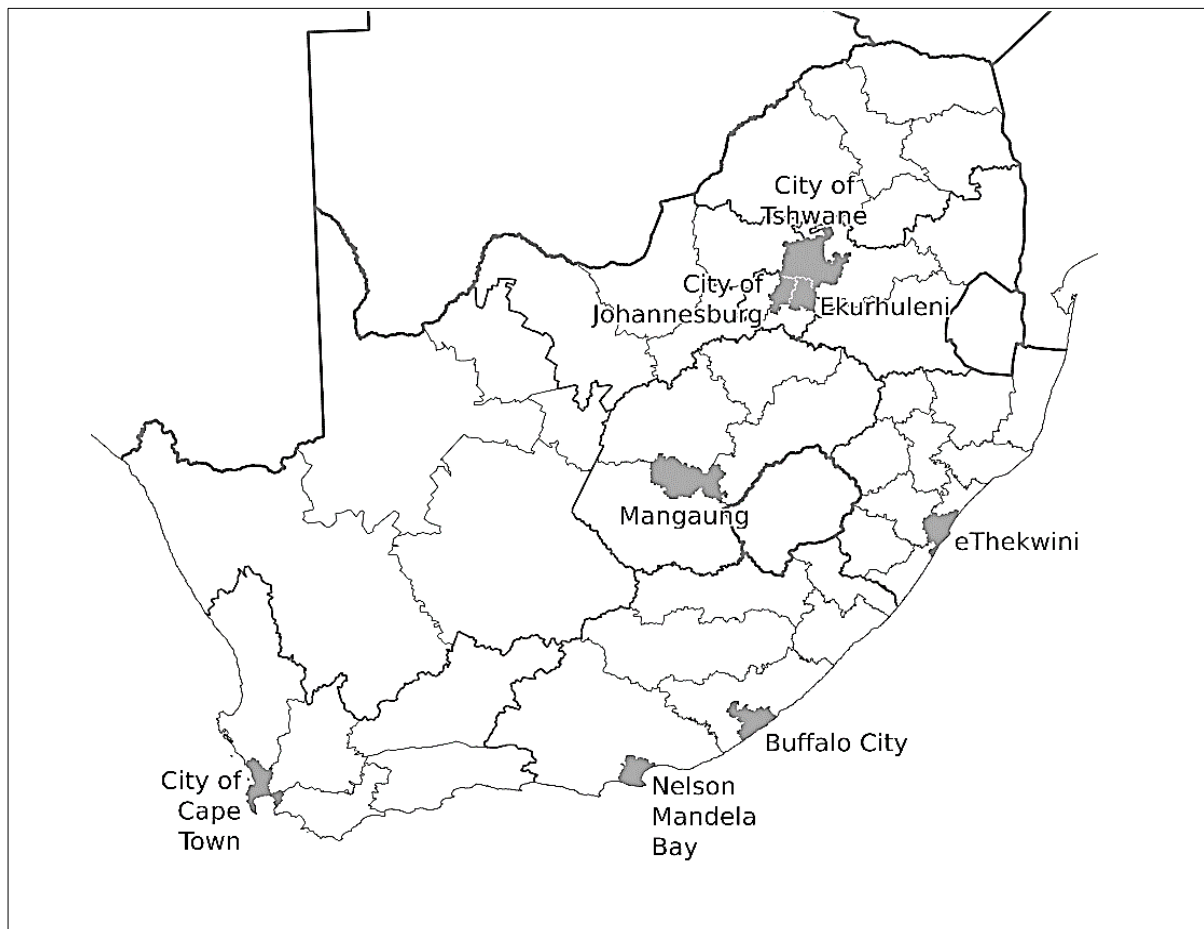 City of
Tshwane
City of
Johannesburg
Ekurhuleni
Mangaung
eThekwini
Buffalo City
City of
Cape
Town
Nelson
Mandela
Bay